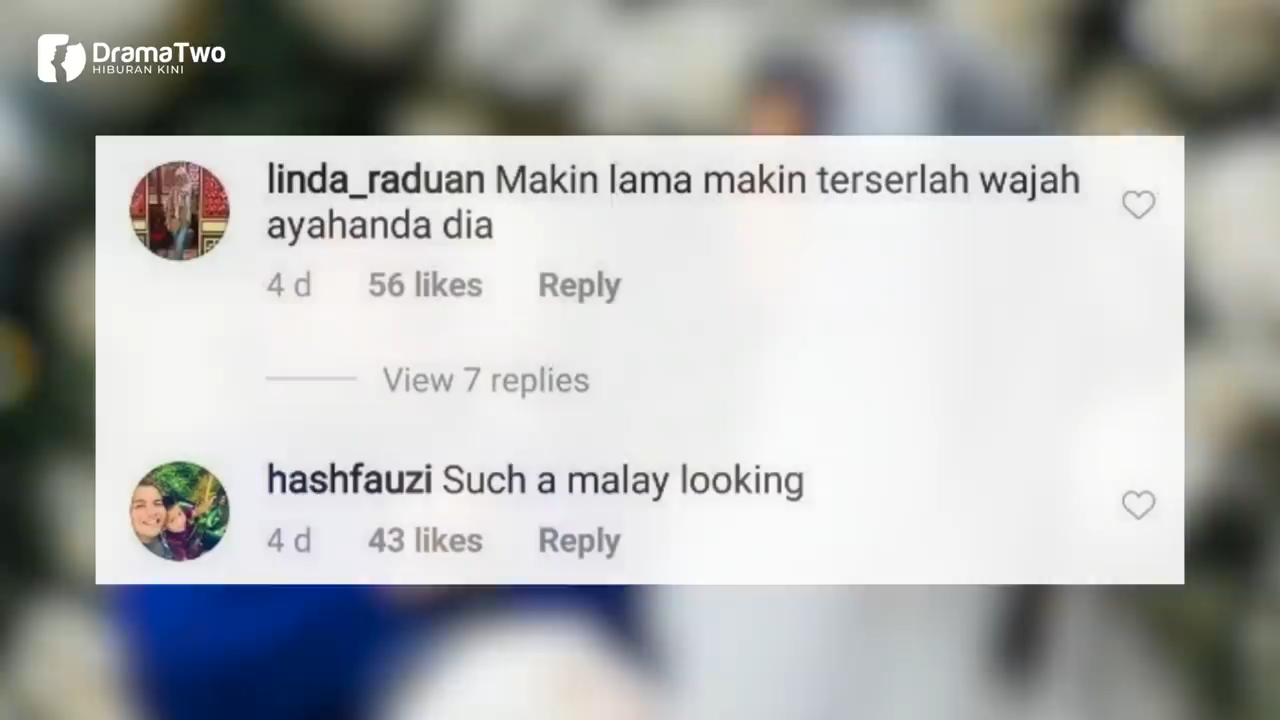 DramaTwo
HIBURAN KINI
linda_raduan Makin lama makin terserlah wajah
ayahanda dia
4 d 56 likes Reply
View 7 replies
hashfauzi Such a malay looking
4 d 43 likes Reply